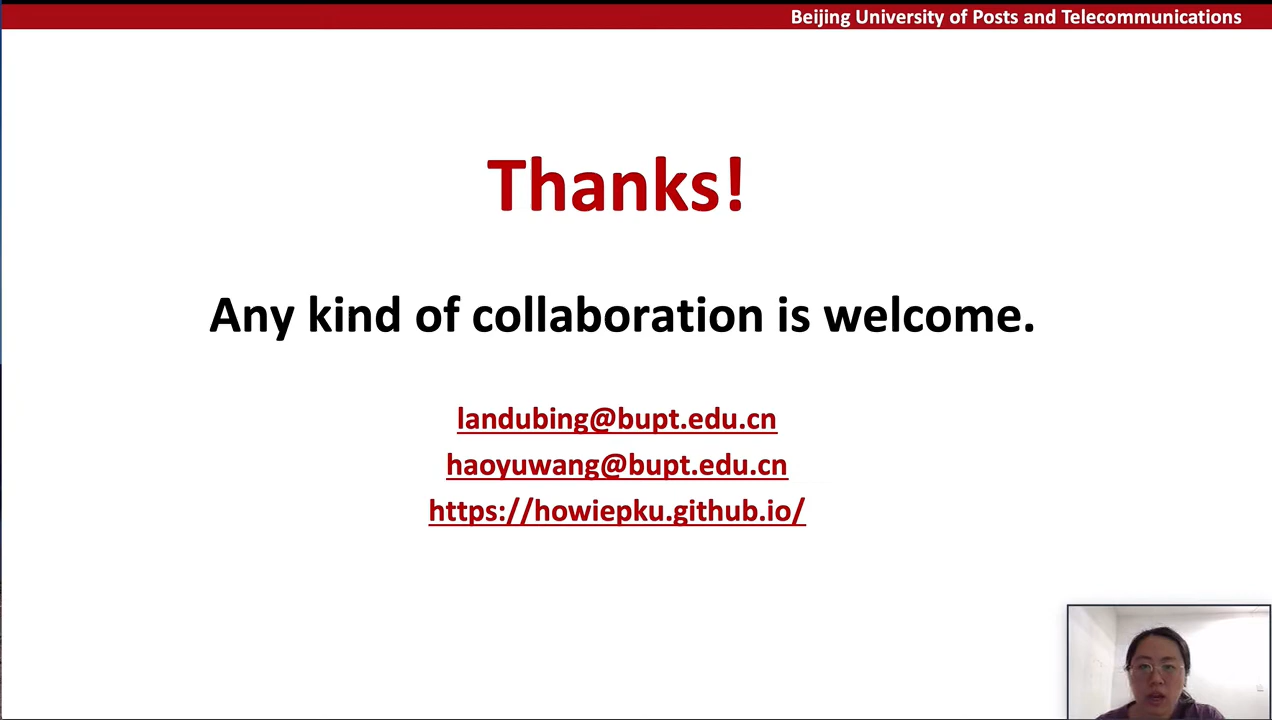 Beijing University of Posts and Telecommunications
Thanks!
Any kind of collaboration is welcome.
landubing@bupt.edu.cn
haoyuwang@bupt.edu.cn
https://howiepku.github.io/